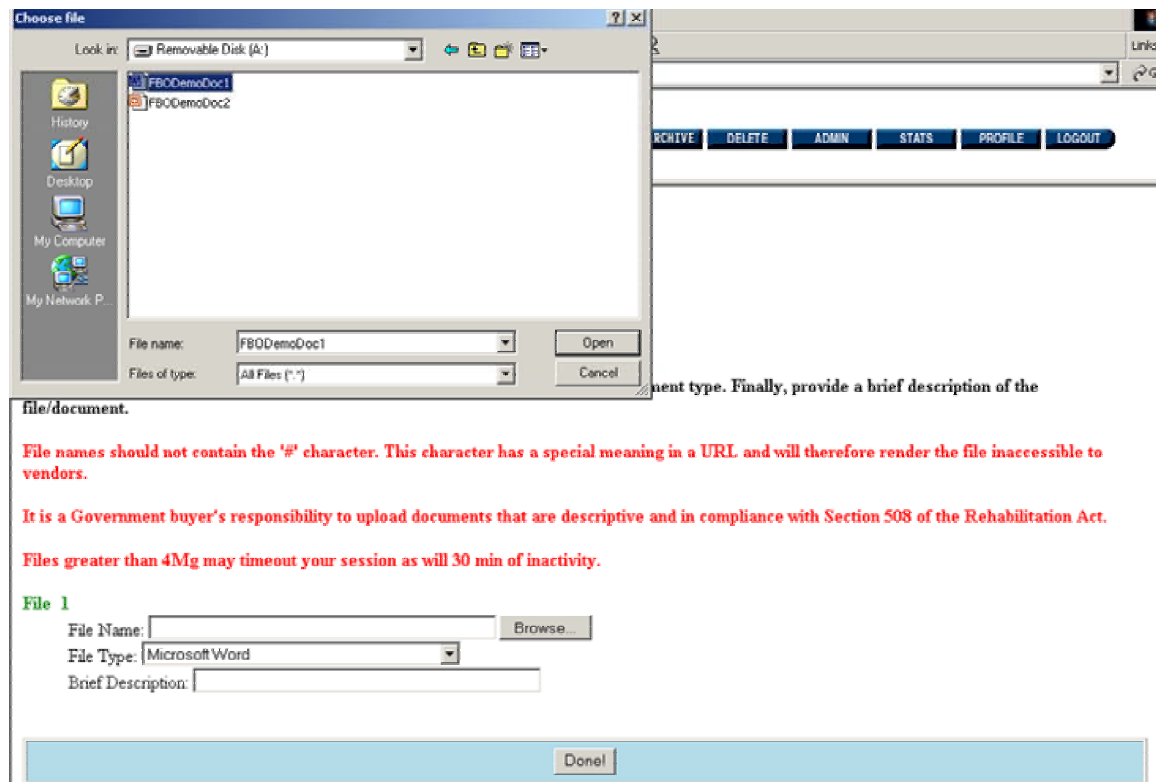 Choose file
Look in: Removable Disk (A:)
FBODemoDoc1
FBODemoDoc2
History
Desktop
My Computer
My Network P...
File name: FBODemoDoc1 Open
Files of type: All Files (*.*) Cancel
Links
DELETE ADMIN STATS PROFILE LOGOUT
type. Finally, provide a brief description of the
file/document.
File names should not contain the '#' character. This character has a special meaning in a URL and will therefore render the file inaccessible to
vendors.
It is a Government buyer's responsibility to upload documents that are descriptive and in compliance with Section 508 of the Rehabilitation Act.
Files greater than 4Mg may timeout your session as will 30 min of inactivity.
File 1
File Name: Browse...
File Type: Microsoft Word
Brief Description:
Done!